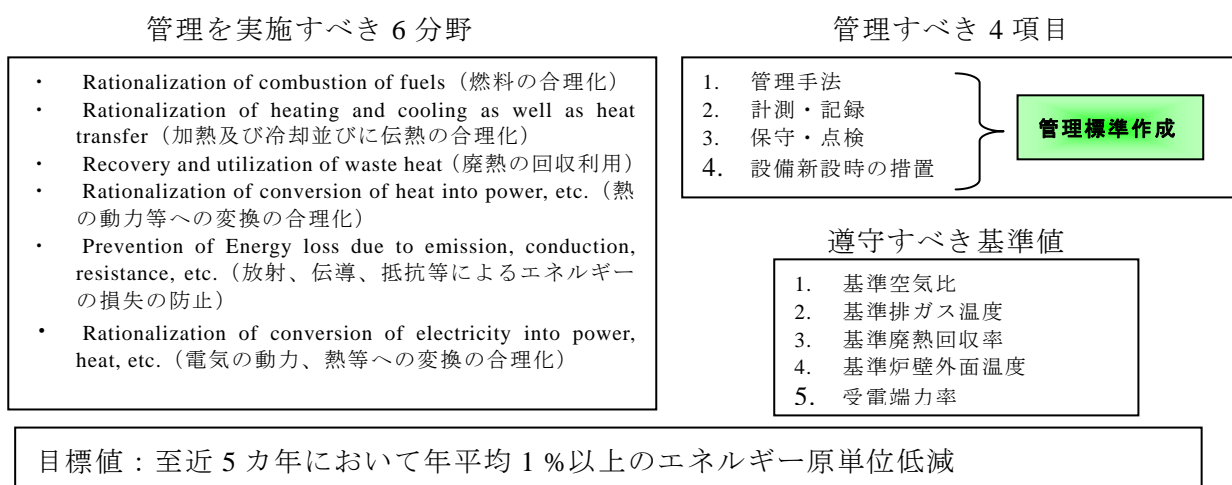 管理を実施すべき 6 分野
・ Rationalization of combustion of fuels（燃料の合理化）
・ Rationalization of heating and cooling as well as heat
transfer（加熱及び冷却並びに伝熱の合理化）
・ Recovery and utilization of waste heat（廃熱の回収利用）
・ Rationalization of conversion of heat into power, etc.（熱
の動力等への変換の合理化）
・ Prevention of Energy loss due to emission, conduction,
resistance, etc.（放射、伝導、抵抗等によるエネルギー
の損失の防止）
・ Rationalization of conversion of electricity into power,
heat, etc.（電気の動力、熱等への変換の合理化）
管理すべき 4 項目
1. 管理手法
2. 計測・記録
3. 保守・点検
4. 設備新設時の措置
管理標準作成
遵守すべき基準値
1. 基準空気比
2. 基準排ガス温度
3. 基準廃熱回収率
4. 基準炉壁外面温度
5. 受電端力率
目標値：至近 5 カ年において年平均 1 %以上のエネルギー原単位低減